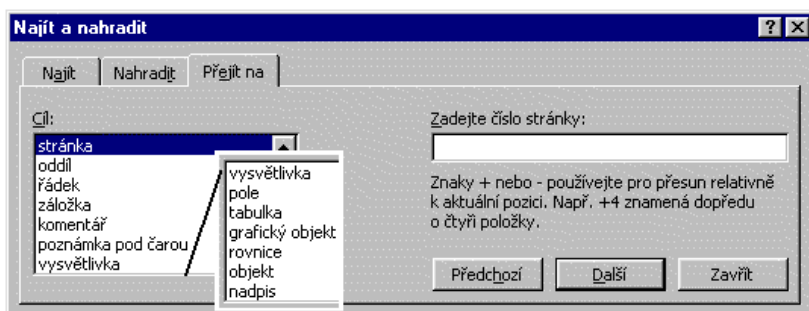 Najít a nahradit
Najít
Nahradit
Přejít na
Cíl:
stránka
oddíl
řádek
záložka
komentář
poznámka pod čarou
vysvětlivka
vysvětlivka
pole
tabulka
grafický objekt
rovnice
objekt
nadpis
Zadejte číslo stránky:
Znaky + nebo - používejte pro přesun relativně
k aktuální pozici. Např. +4 znamená dopředu
o čtyři položky.
Předchozí
Další
Zavřít